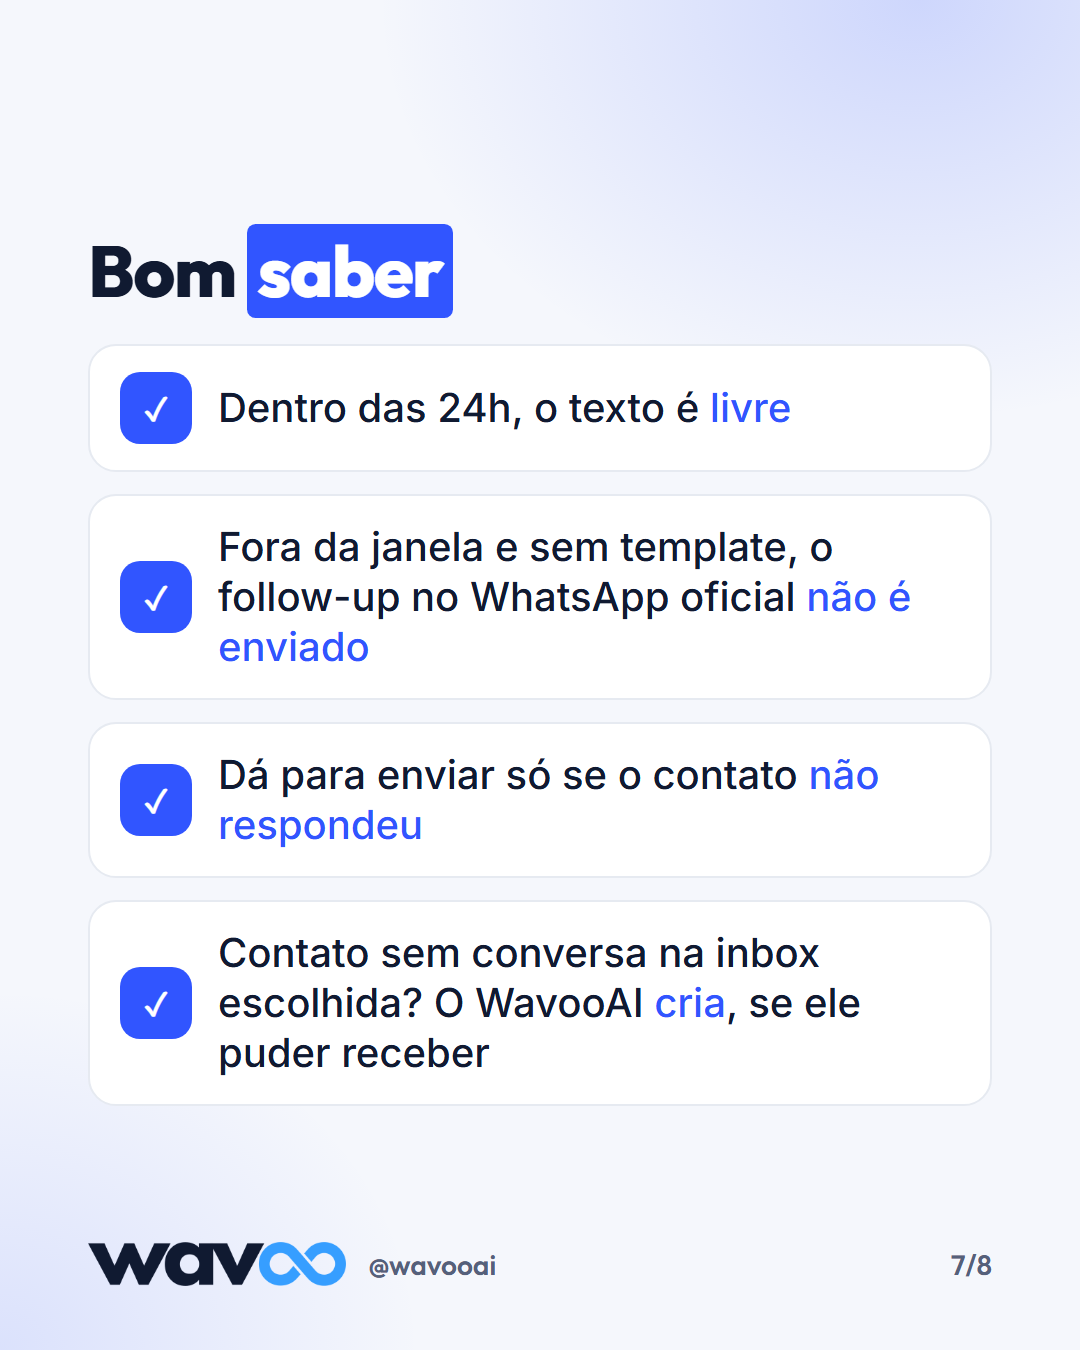 Bom saber
✓ Dentro das 24h, o texto é livre
Fora da janela e sem template, o
✓ follow-up no WhatsApp oficial não é
enviado
✓ Dá para enviar só se o contato não
respondeu
Contato sem conversa na inbox
✓ escolhida? O WavooAI cria, se ele
puder receber
wavoo @wavooai 7/8